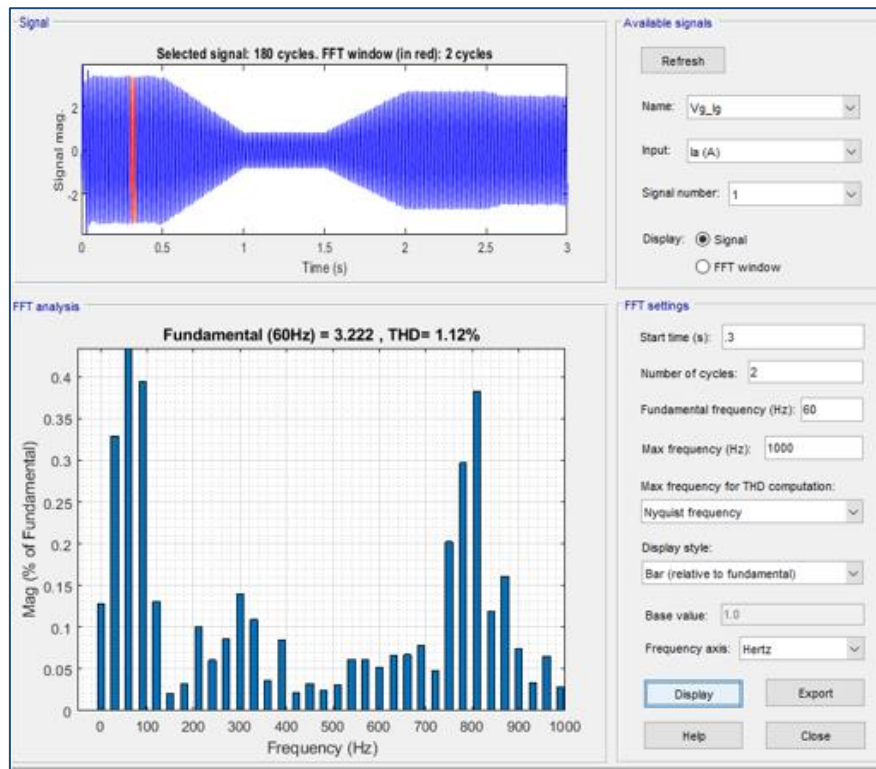 Signal
Selected signal: 180 cycles. FFT window (in red): 2 cycles
Signal mag.
2
0
-2
0
0.5
1
1.5
2
2.5
3
Time (s)
Available signals
Refresh
Name:
Vg_Ig
Input:
Ia (A)
Signal number:
1
Display:
Signal
FFT window
FFT analysis
Fundamental (60Hz) = 3.222 , THD= 1.12%
Mag (% of Fundamental)
0.4
0.35
0.3
0.25
0.2
0.15
0.1
0.05
0
0
100
200
300
400
500
600
700
800
900
1000
Frequency (Hz)
FFT settings
Start time (s):
.3
Number of cycles:
2
Fundamental frequency (Hz):
60
Max frequency (Hz):
1000
Max frequency for THD computation:
Nyquist frequency
Display style:
Bar (relative to fundamental)
Base value:
1.0
Frequency axis:
Hertz
Display
Export
Help
Close